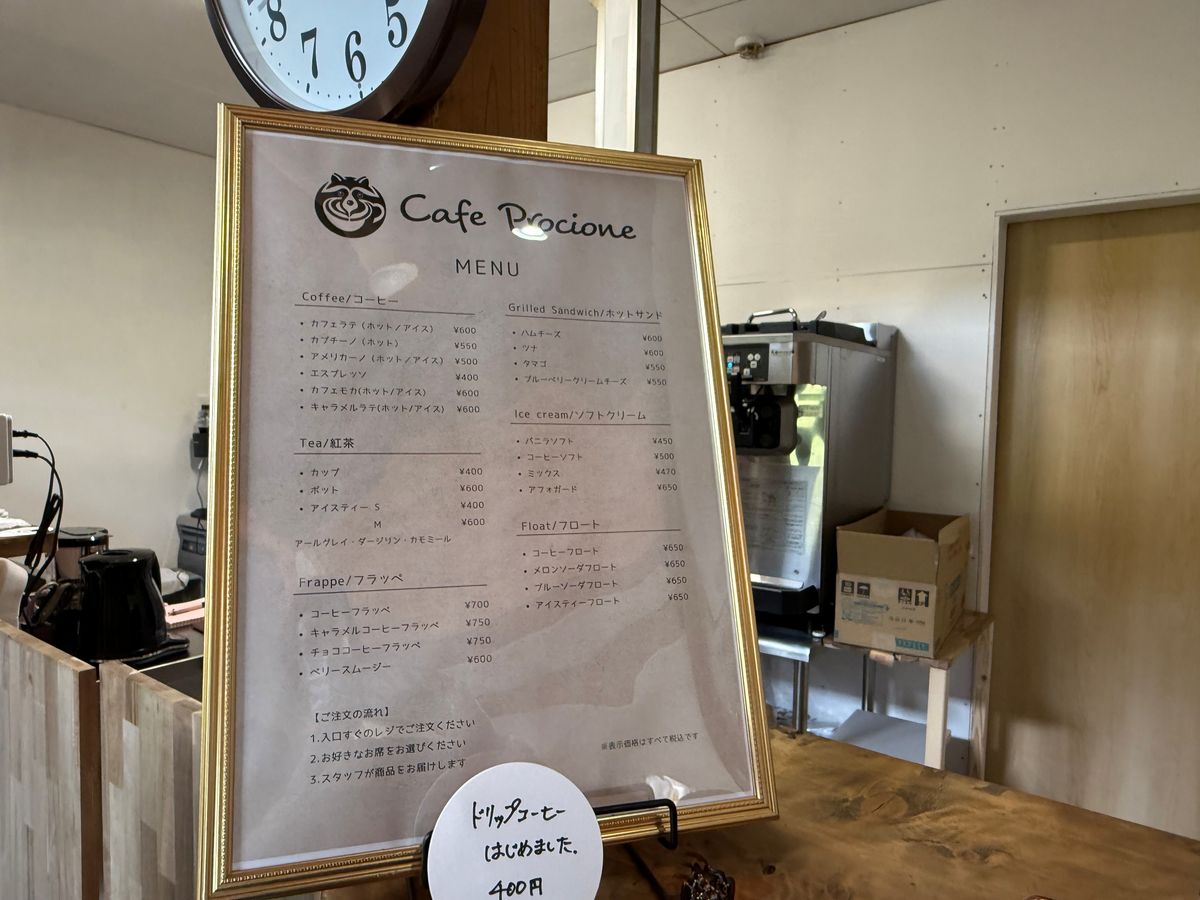 8 7 6 5
Cafe Procione
MENU
Coffee/コーヒー
・カフェラテ (ホット/アイス) ¥600
・カプチーノ (ホット) ¥550
・アメリカーノ (ホット/アイス) ¥500
・エスプレッソ ¥400
・カフェモカ(ホット/アイス) ¥600
・キャラメルラテ(ホット/アイス) ¥600
Tea/紅茶
・カップ ¥400
・ポット ¥600
・アイスティー S ¥400
M ¥600
アールグレイ・ダージリン・カモミール
Frappe/フラッペ
・コーヒーフラッペ ¥700
・キャラメルコーヒーフラッペ ¥750
・チョココーヒーフラッペ ¥750
・ベリースムージー ¥600
【ご注文の流れ】
1.入口すぐのレジでご注文ください
2.お好きなお席をお選びください
3.スタッフが商品をお届けします
Grilled Sandwich/ホットサンド
・ハムチーズ ¥600
・ツナ ¥600
・タマゴ ¥550
・ブルーベリークリームチーズ ¥550
Ice cream/ソフトクリーム
・バニラソフト ¥450
・コーヒーソフト ¥500
・ミックス ¥470
・アフォガード ¥650
Float/フロート
・コーヒーフロート ¥650
・メロンソーダフロート ¥650
・ブルーソーダフロート ¥650
・アイスティーフロート ¥650
※表示価格はすべて税込です
ドリップコーヒー
はじめました。
400円